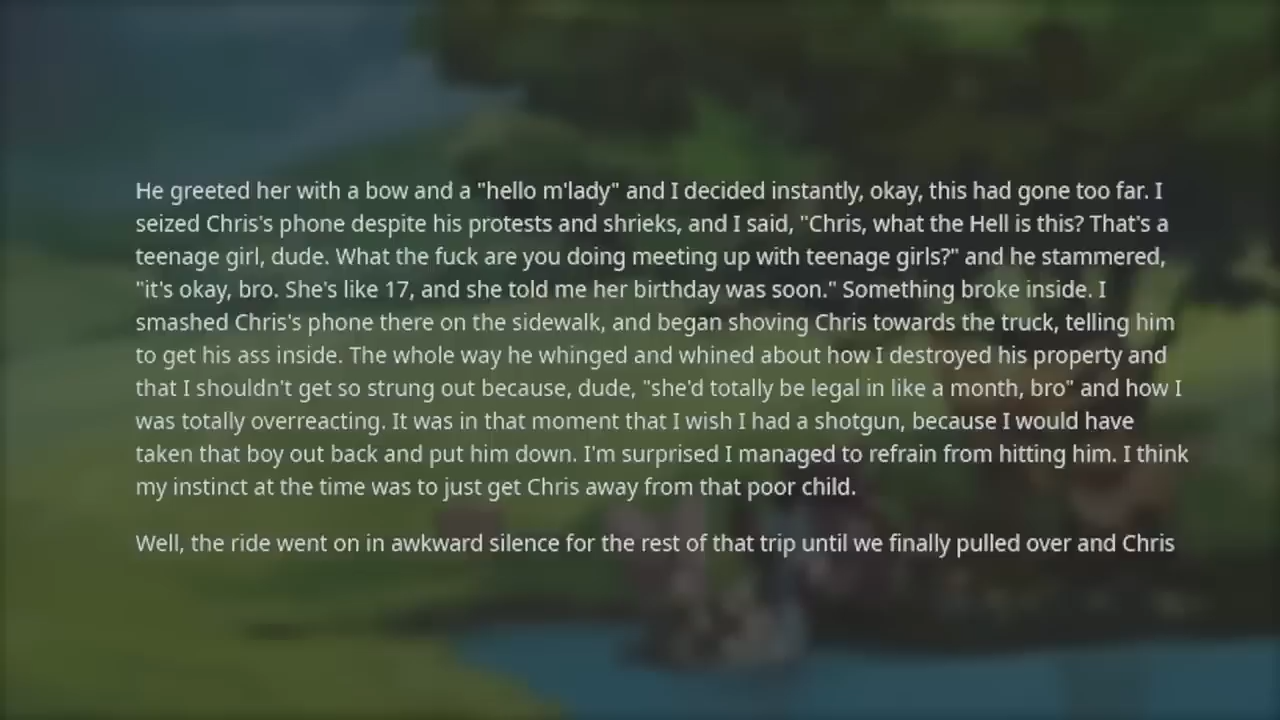 He greeted her with a bow and a "hello m'lady" and I decided instantly, okay, this had gone too far. I
seized Chris's phone despite his protests and shrieks, and I said, "Chris, what the Hell is this? That's a
teenage girl, dude. What the fuck are you doing meeting up with teenage girls?" and he stammered,
"it's okay, bro. She's like 17, and she told me her birthday was soon." Something broke inside. I
smashed Chris's phone there on the sidewalk, and began shoving Chris towards the truck, telling him
to get his ass inside. The whole way he whinged and whined about how I destroyed his property and
that I shouldn't get so strung out because, dude, "she'd totally be legal in like a month, bro" and how I
was totally overreacting. It was in that moment that I wish I had a shotgun, because I would have
taken that boy out back and put him down. I'm surprised I managed to refrain from hitting him. I think
my instinct at the time was to just get Chris away from that poor child.
Well, the ride went on in awkward silence for the rest of that trip until we finally pulled over and Chris